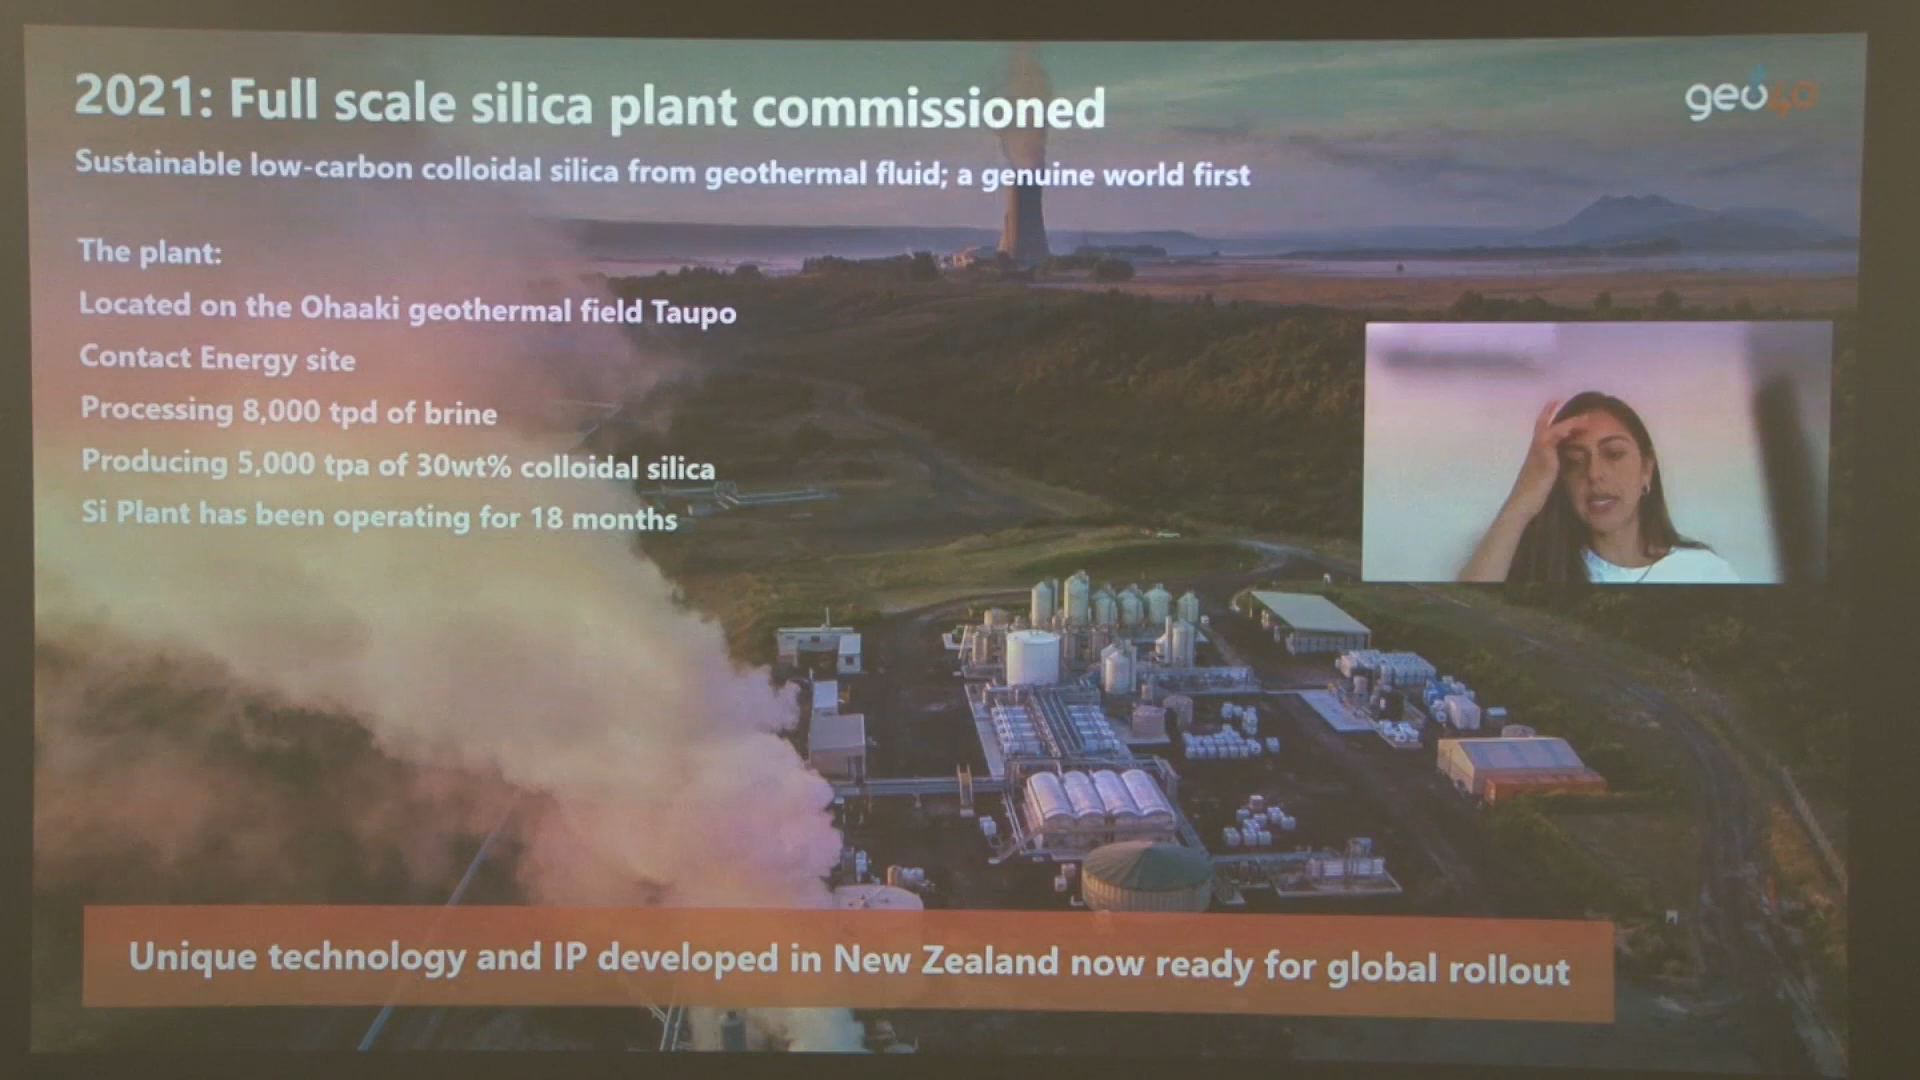 2021: Full scale silica plant commissioned
geo40
Sustainable low-carbon colloidal silica from geothermal fluid; a genuine world first
The plant:
Located on the Ohaaki geothermal field Taupo
Contact Energy site
Processing 8,000 tpd of brine
Producing 5,000 tpa of 30wt% colloidal silica
Si Plant has been operating for 18 months
Unique technology and IP developed in New Zealand now ready for global rollout